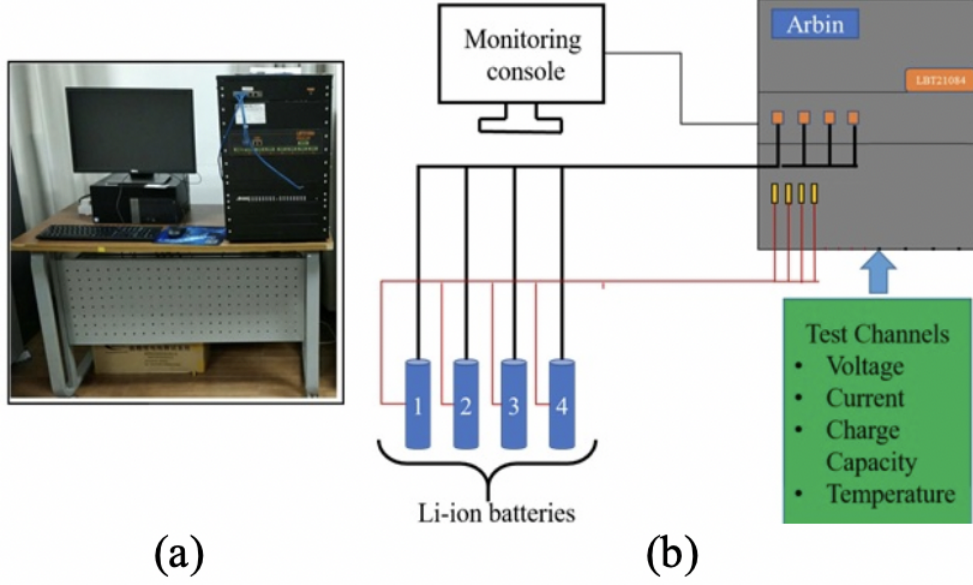 Monitoring
console
Arbin
LBT21084
1
2
3
4
Li-ion batteries
Test Channels
• Voltage
• Current
• Charge
Capacity
• Temperature
(a)
(b)